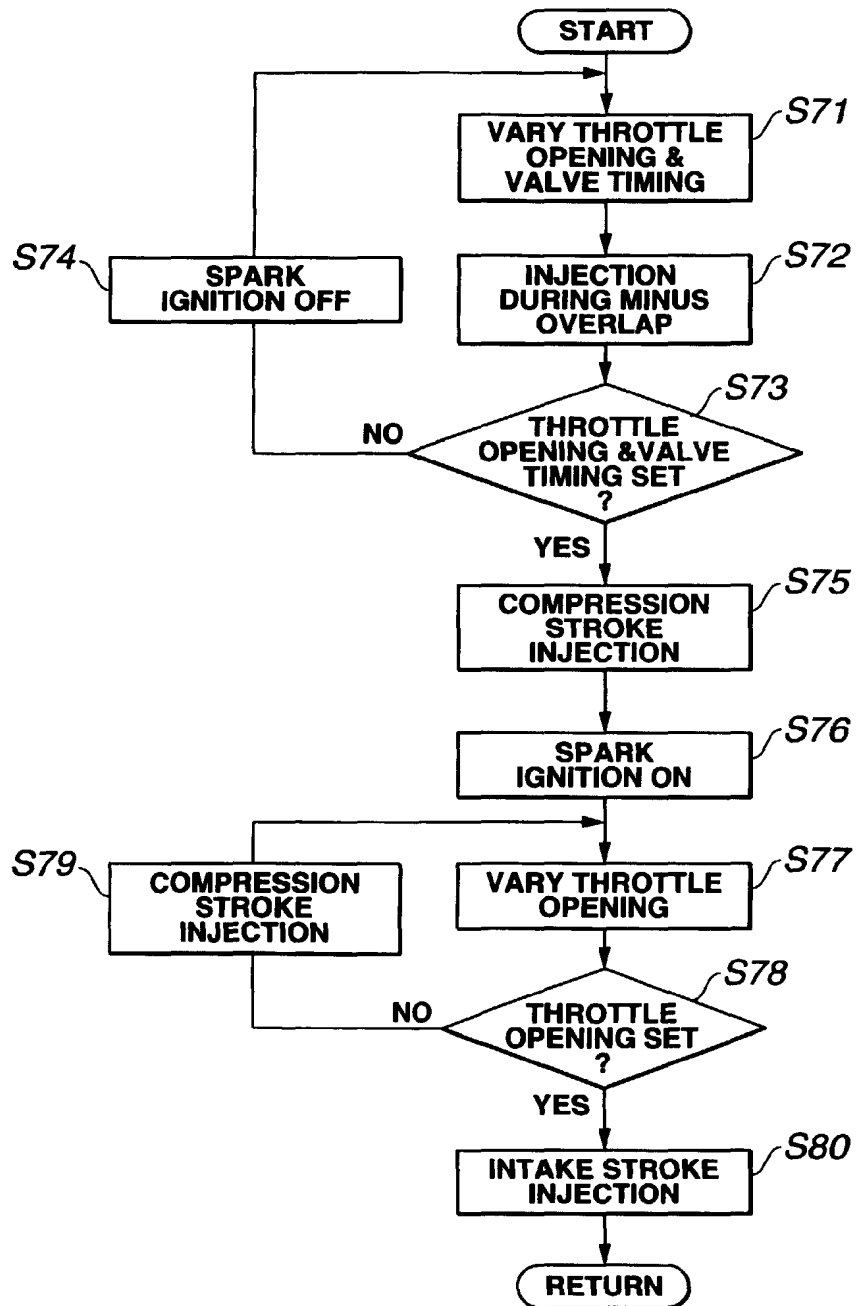 START
S71
VARY THROTTLE
OPENING &
VALVE TIMING
S72
INJECTION
DURING MINUS
OVERLAP
S74
SPARK
IGNITION OFF
S73
THROTTLE
OPENING &VALVE
TIMING SET
?
NO
YES
S75
COMPRESSION
STROKE
INJECTION
S76
SPARK
IGNITION ON
S77
VARY THROTTLE
OPENING
S79
COMPRESSION
STROKE
INJECTION
S78
THROTTLE
OPENING SET
?
NO
YES
S80
INTAKE STROKE
INJECTION
RETURN